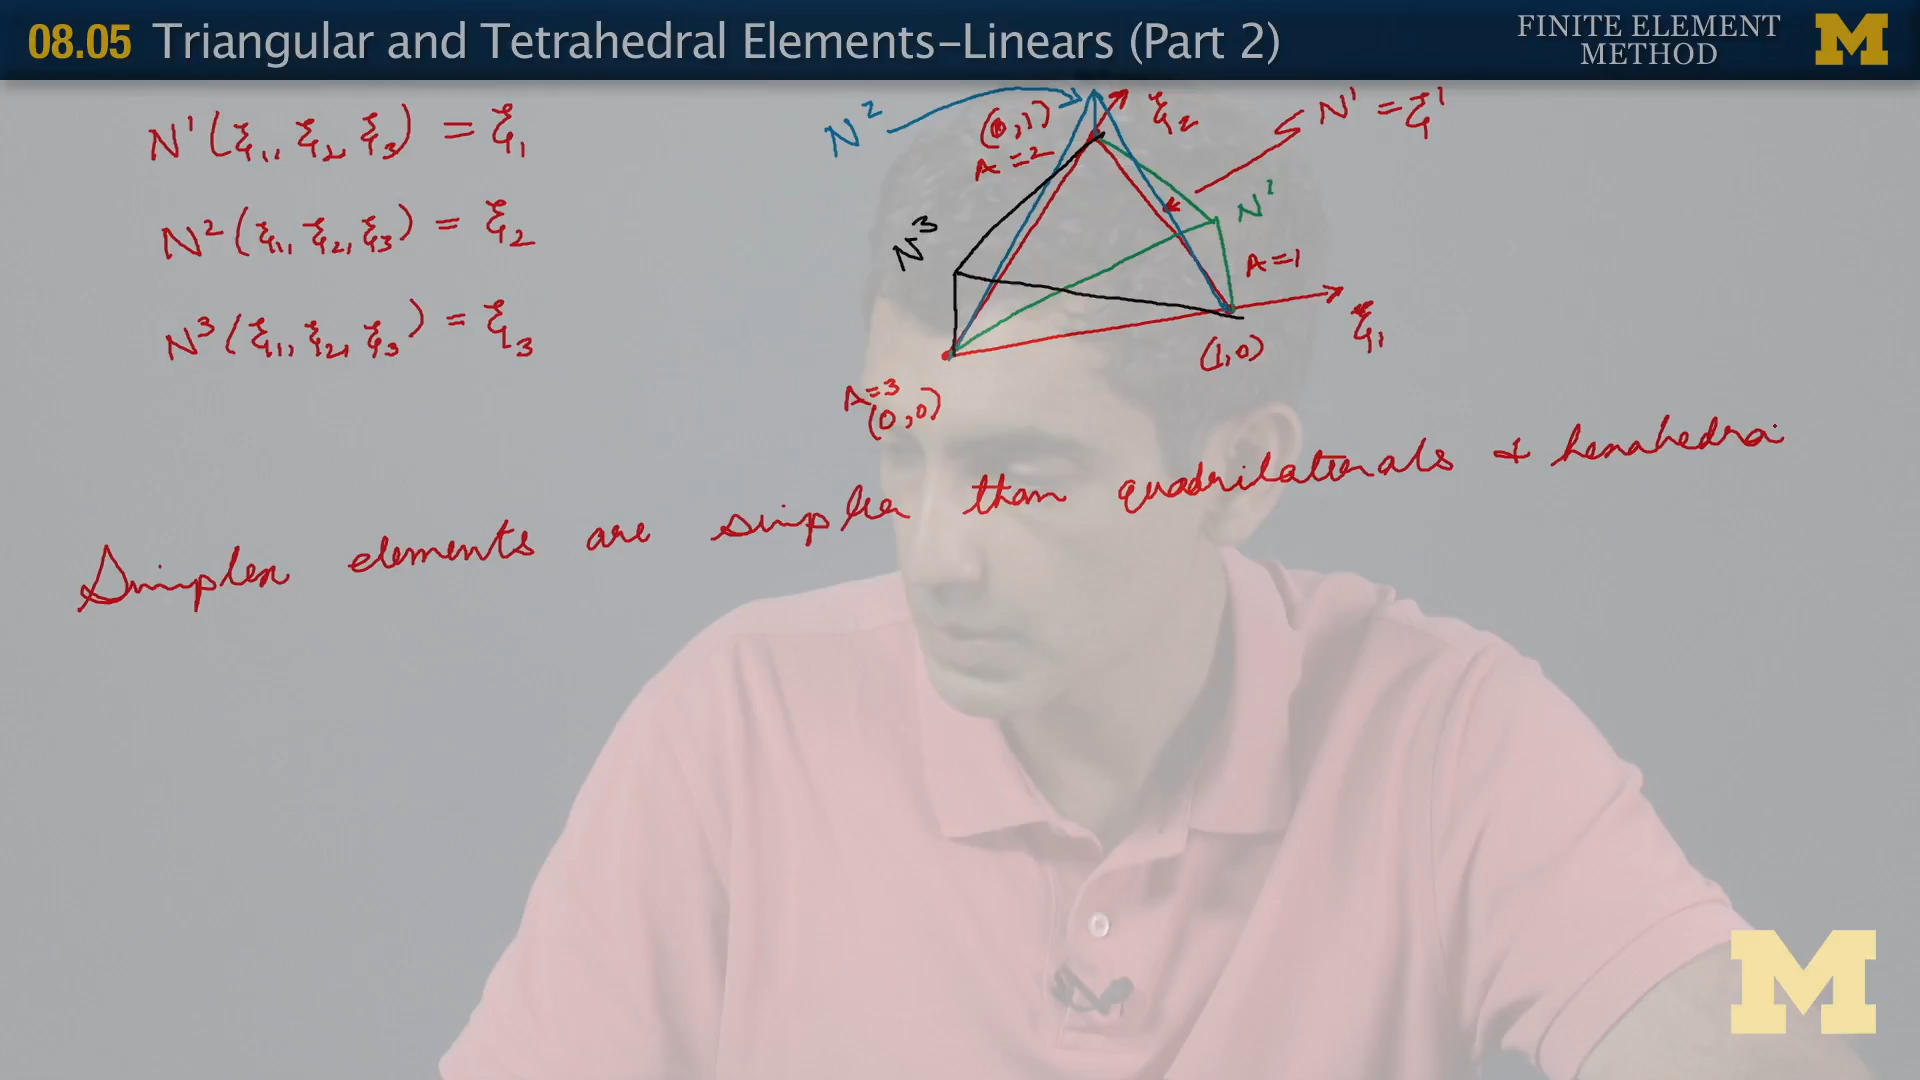 08.05 Triangular and Tetrahedral Elements–Linears (Part 2)
FINITE ELEMENT
METHOD
M
N¹(ξ₁, ξ₂, ξ₃) = ξ₁
N²(ξ₁, ξ₂, ξ₃) = ξ₂
N³(ξ₁, ξ₂, ξ₃) = ξ₃
N²
(0,1)
A=2
ξ₂
N¹ = ξ¹
N¹
N³
A=1
ξ₁
(1,0)
A=3
(0,0)
Simplex elements are simpler than quadrilaterals & hexahedra
M